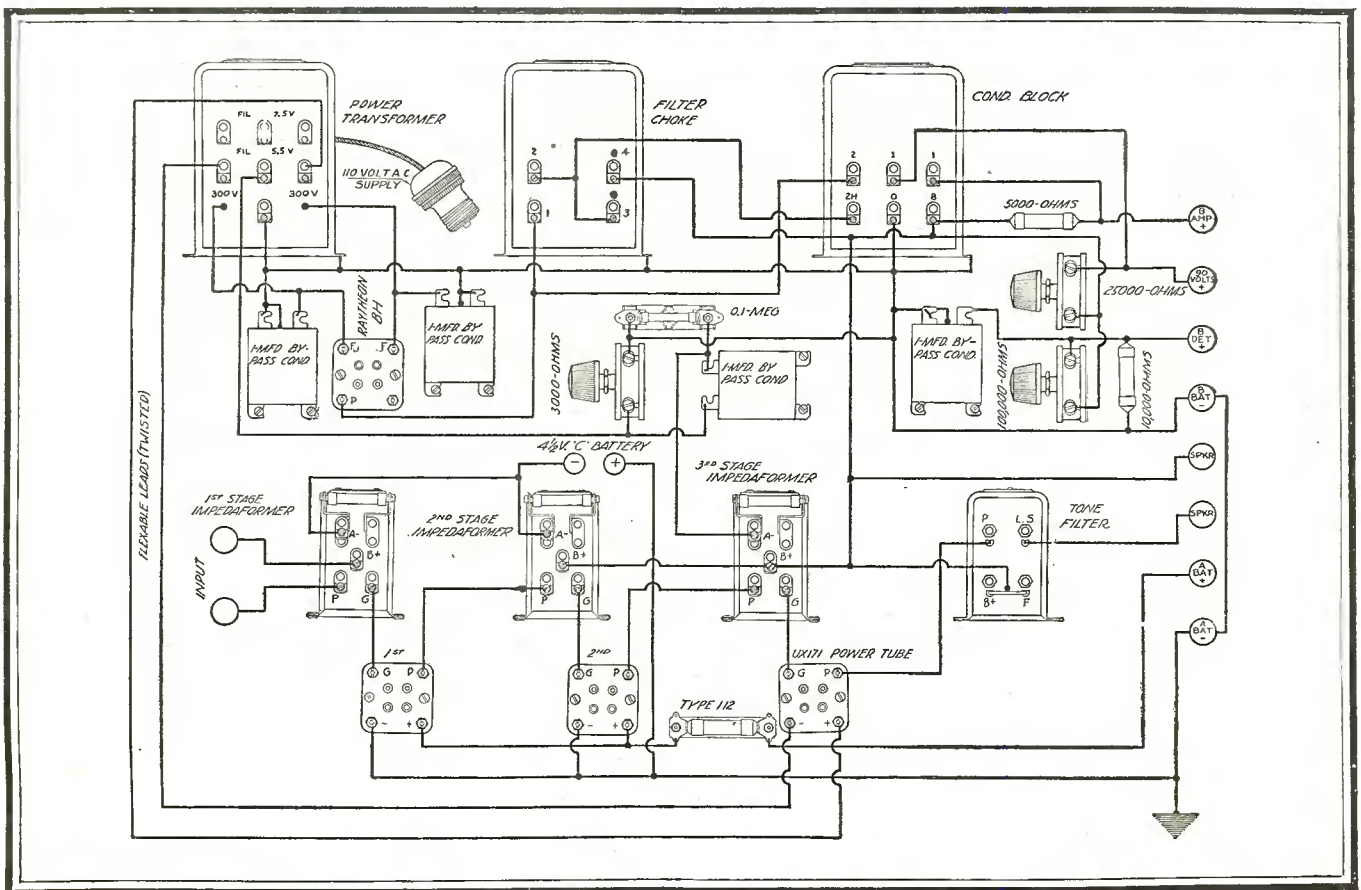 POWER
TRANSFORMER
FILTER
CHOKE
COND. BLOCK
FIL 7.5V
FIL 5.5V
300V 300V
110 VOLT A C
SUPPLY
2 4
1 3
2 1 1
2H 0 8
5000-OHMS
B
AMP
+
90
VOLTS
+
25000-OHMS
B
DET
+
RAYTHEON
BH
F F
P
1-MFD. BY-
PASS COND
1-MFD BY
PASS COND
0.1-MEG
3000-OHMS
1-MFD. BY
PASS COND
1-MFD. BY-
PASS COND.
100,000-OHMS
10,000-OHMS
B
BAT
-
FLEXABLE LEADS (TWISTED)
4½V. "C" BATTERY
- +
1ST STAGE
IMPEDAFORMER
2ND STAGE
IMPEDAFORMER
3RD STAGE
IMPEDAFORMER
TONE
FILTER
SPKR
SPKR
INPUT
A-
B+
P G
A-
B+
P G
A-
B+
P G
P L.S
B+ F
A
BAT
+
A
BAT
-
1ST
G P
- +
2ND
G P
- +
TYPE 112
UX171 POWER TUBE
G P
- +